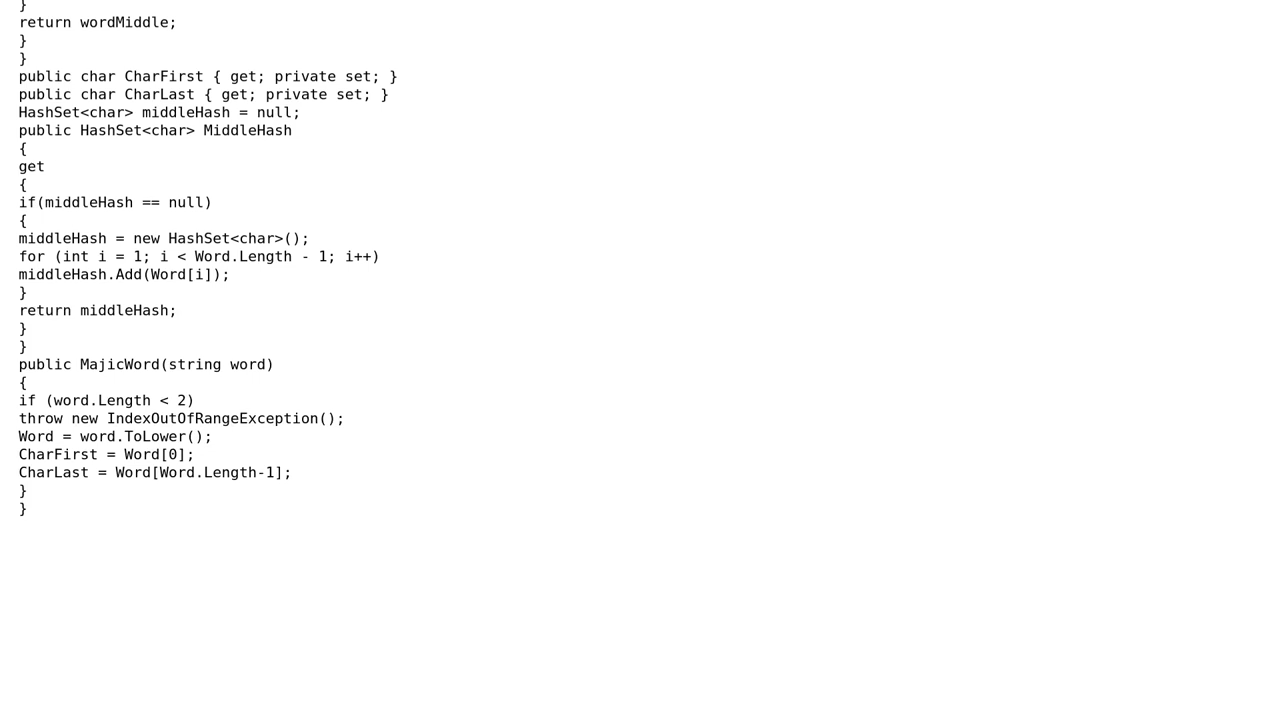 }
return wordMiddle;
}
}
public char CharFirst { get; private set; }
public char CharLast { get; private set; }
HashSet<char> middleHash = null;
public HashSet<char> MiddleHash
{
get
{
if(middleHash == null)
{
middleHash = new HashSet<char>();
for (int i = 1; i < Word.Length - 1; i++)
middleHash.Add(Word[i]);
}
return middleHash;
}
}
public MajicWord(string word)
{
if (word.Length < 2)
throw new IndexOutOfRangeException();
Word = word.ToLower();
CharFirst = Word[0];
CharLast = Word[Word.Length-1];
}
}